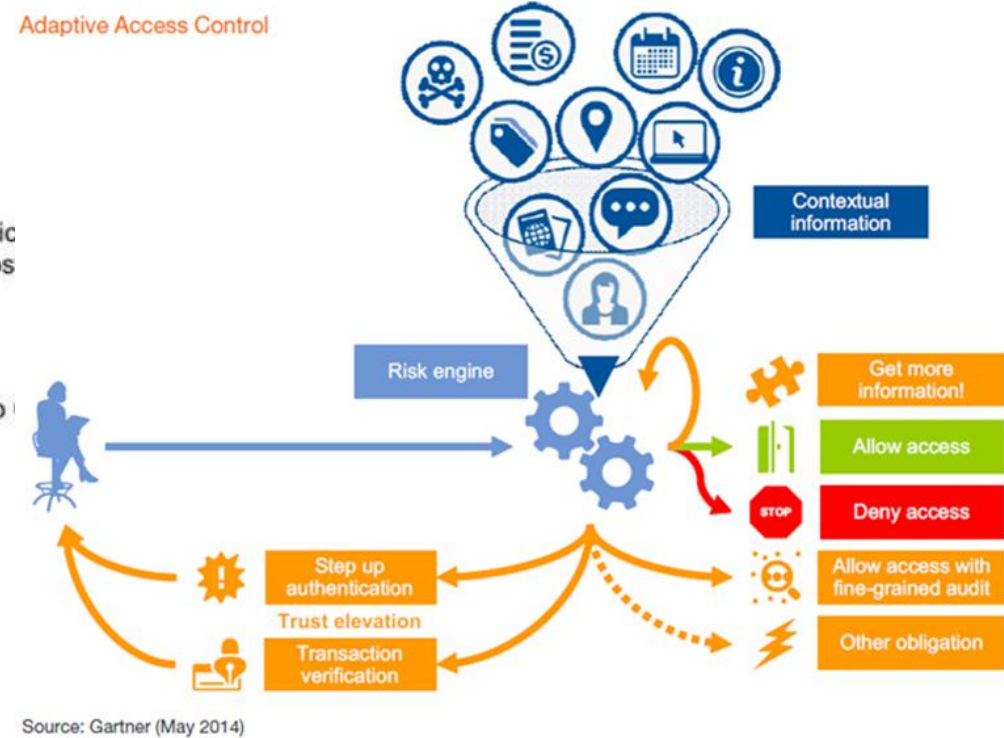 Adaptive Access Control
$
i
Contextual
information
Risk engine
Get more
information!
Allow access
STOP
Deny access
!
Step up
authentication
Trust elevation
Transaction
verification
Allow access with
fine-grained audit
Other obligation
Source: Gartner (May 2014)